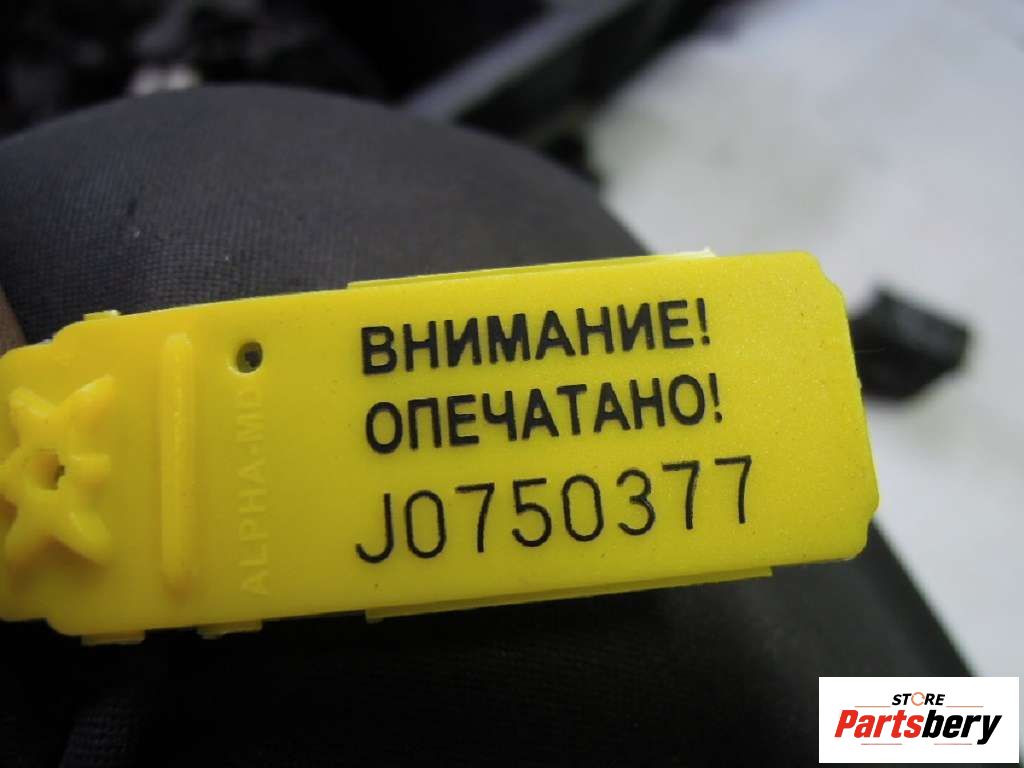 ВНИМАНИЕ!
ОПЕЧАТАНО!
J0750377
ALPHA-MD
STORE
Partsbery